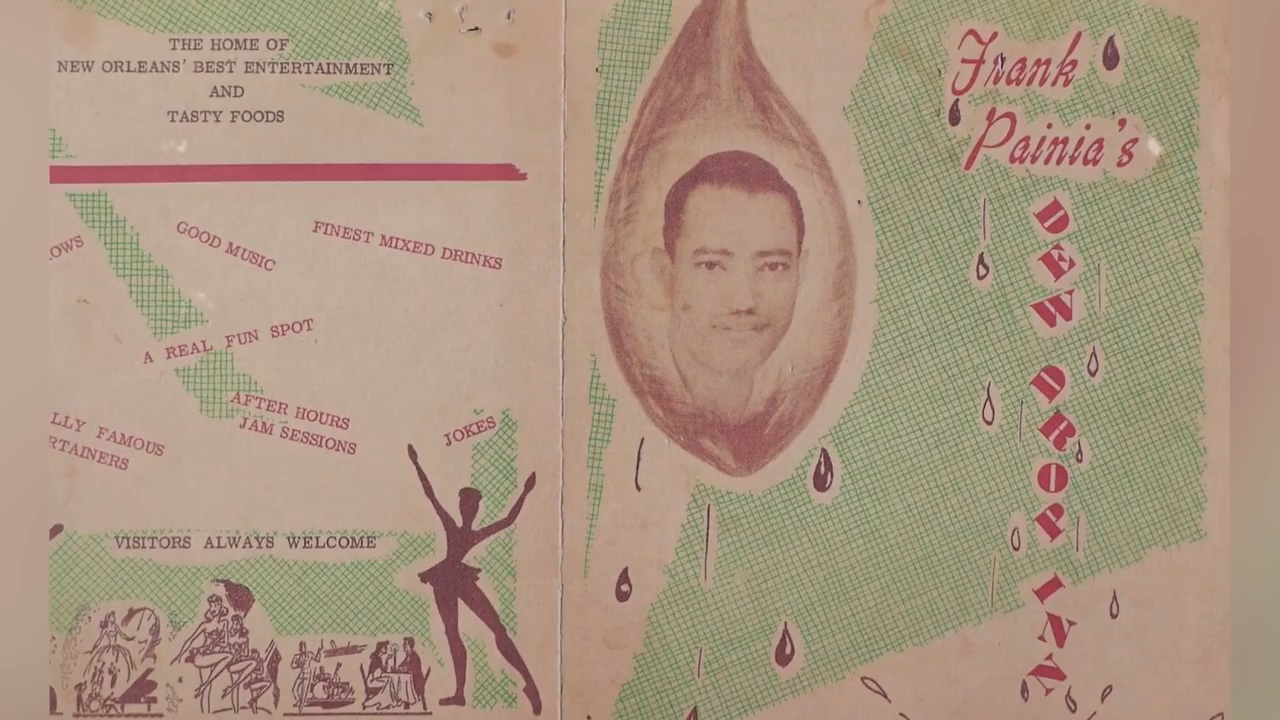 THE HOME OF
NEW ORLEANS' BEST ENTERTAINMENT
AND
TASTY FOODS
GOOD MUSIC
FINEST MIXED DRINKS
A REAL FUN SPOT
AFTER HOURS
JAM SESSIONS
FAMOUS
JOKES
VISITORS ALWAYS WELCOME
Frank
Painia's
DEW DROP INN